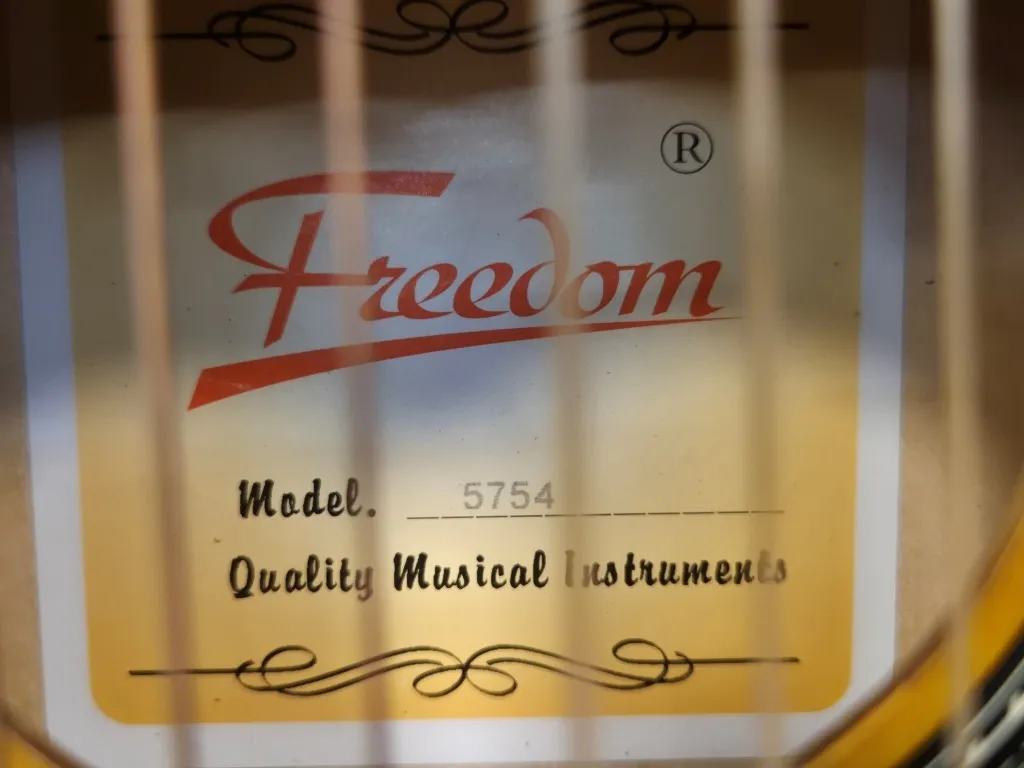 ®
Freedom
Model. 5754
Quality Musical Instruments